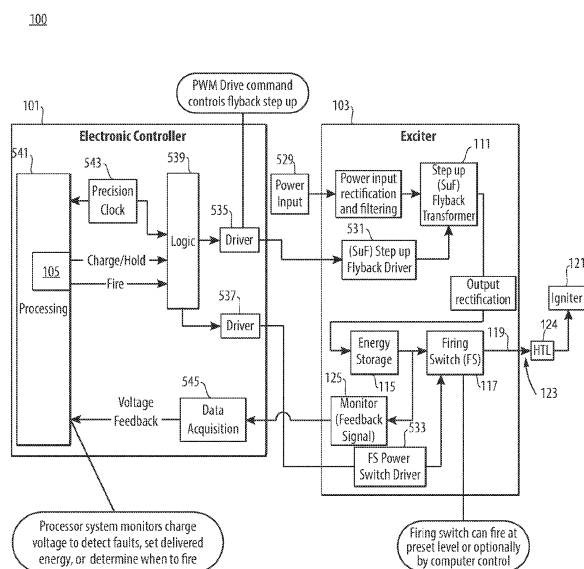 100
PWM Drive command
controls flyback step up
101
Electronic Controller
541
543
Precision
Clock
539
Logic
535
Driver
105
Charge/Hold
Fire
Processing
537
Driver
545
Data
Acquisition
Voltage
Feedback
Processor system monitors charge
voltage to detect faults, set delivered
energy, or determine when to fire
103
Exciter
529
Power
Input
Power input
rectification
and filtering
111
Step up
(SuF)
Flyback
Transformer
531
(SuF) Step up
Flyback Driver
Output
rectification
121
Igniter
Energy
Storage
115
Firing
Switch (FS)
117
119
124
HTL
123
125
Monitor
(Feedback
Signal)
533
FS Power
Switch Driver
Firing switch can fire at
preset level or optionally
by computer control